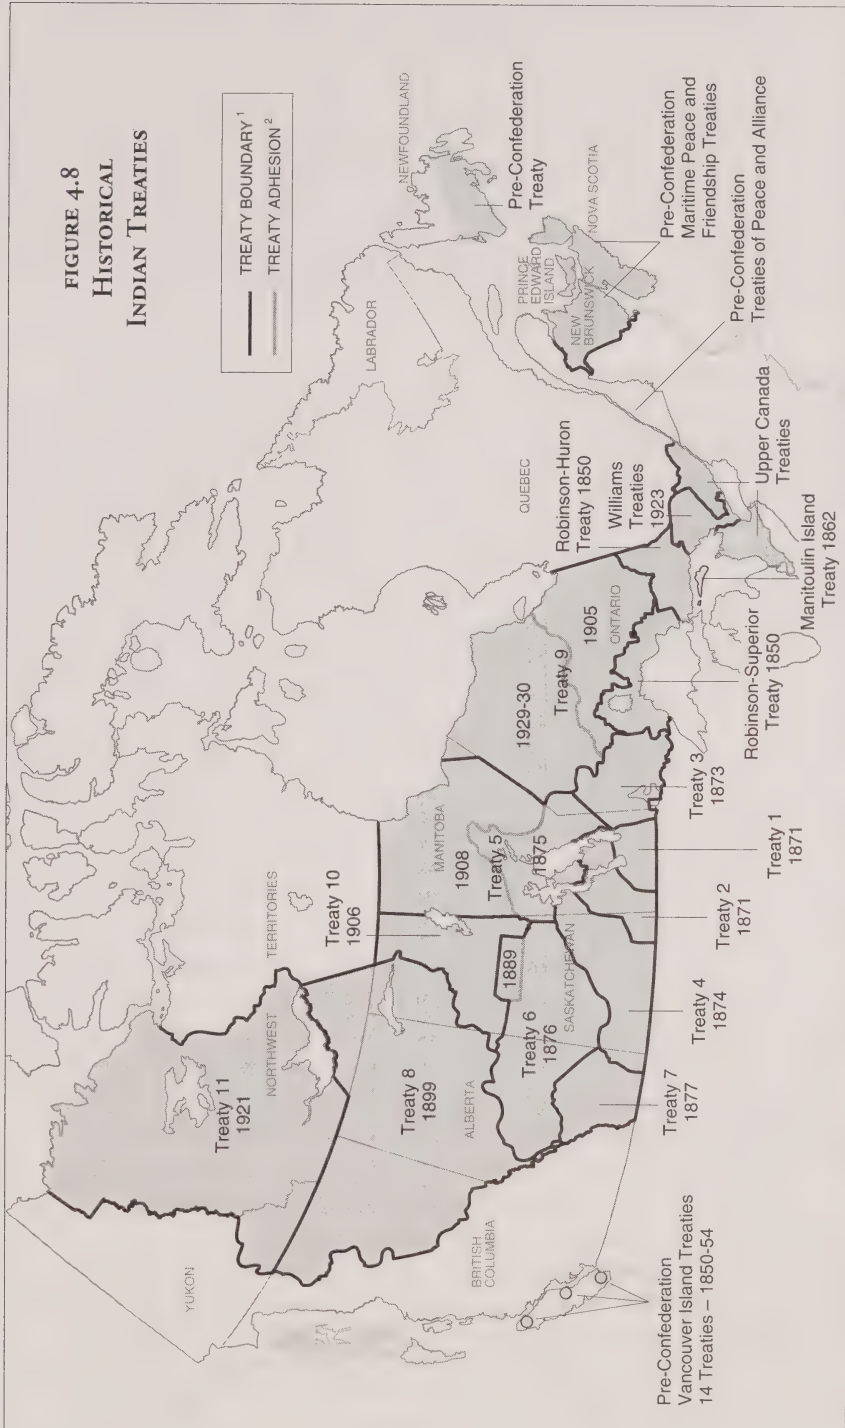 FIGURE 4.8
HISTORICAL
INDIAN TREATIES
TREATY BOUNDARY 1
TREATY ADHESION 2
YUKON
NORTHWEST
TERRITORIES
BRITISH
COLUMBIA
ALBERTA
SASKATCHEWAN
MANITOBA
ONTARIO
QUEBEC
LABRADOR
NEWFOUNDLAND
PRINCE
EDWARD
ISLAND
NEW
BRUNSWICK
NOVA SCOTIA
Treaty 11
1921
Treaty 8
1899
Treaty 10
1906
1889
Treaty 6
1876
1908
Treaty 5
1875
1929-30
Treaty 9
1905
Robinson-Huron
Treaty 1850
Williams
Treaties
1923
Pre-Confederation
Treaty
Pre-Confederation
Maritime Peace and
Friendship Treaties
Pre-Confederation
Treaties of Peace and Alliance
Upper Canada
Treaties
Manitoulin Island
Treaty 1862
Robinson-Superior
Treaty 1850
Treaty 3
1873
Treaty 1
1871
Treaty 2
1871
Treaty 4
1874
Treaty 7
1877
Pre-Confederation
Vancouver Island Treaties
14 Treaties – 1850-54